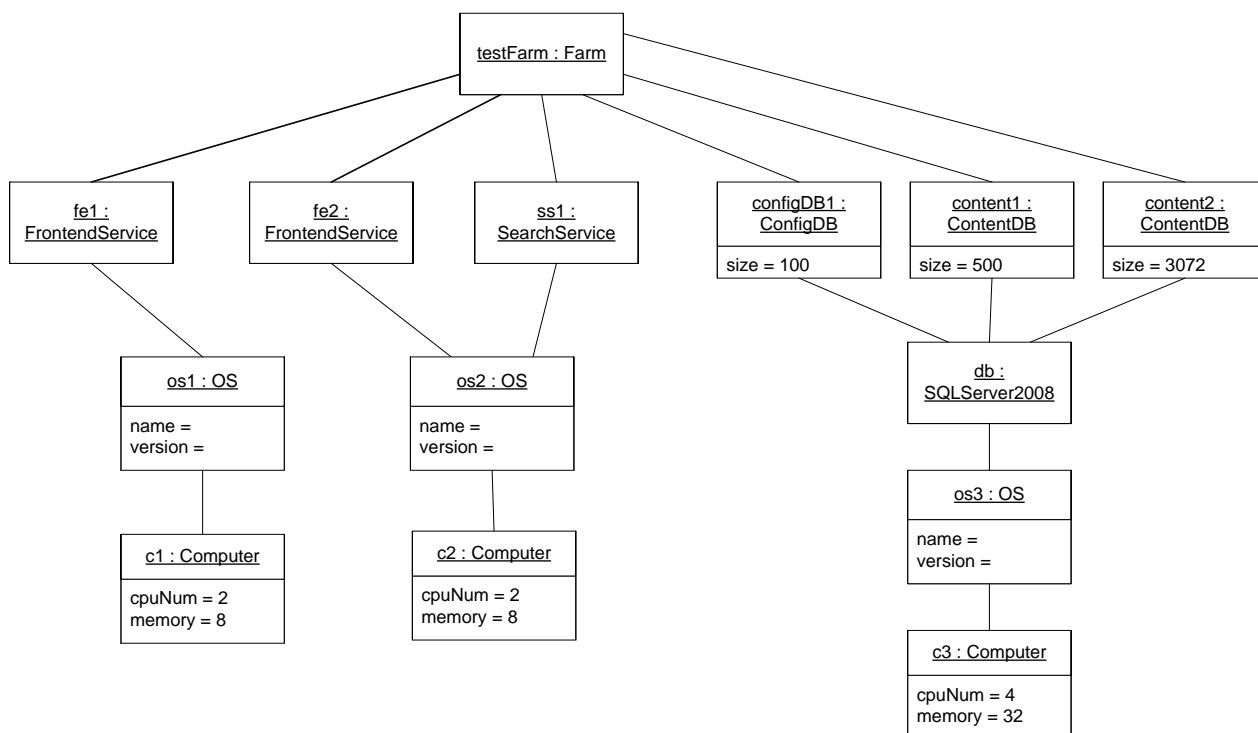 testFarm : Farm
fe1 :
FrontendService
fe2 :
FrontendService
ss1 :
SearchService
configDB1 :
ConfigDB
size = 100
content1 :
ContentDB
size = 500
content2 :
ContentDB
size = 3072
os1 : OS
name =
version =
os2 : OS
name =
version =
db :
SQLServer2008
os3 : OS
name =
version =
c1 : Computer
cpuNum = 2
memory = 8
c2 : Computer
cpuNum = 2
memory = 8
c3 : Computer
cpuNum = 4
memory = 32